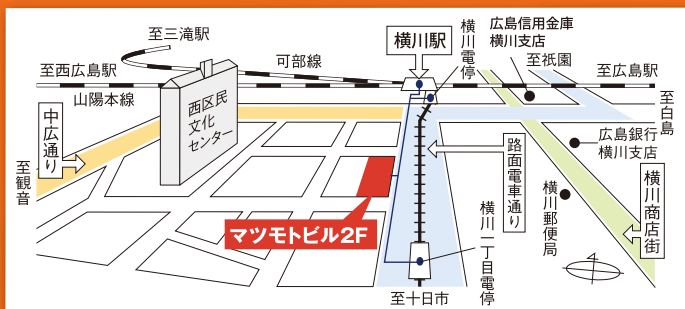 至三滝駅
可部線
横川駅
横川電停
広島信用金庫
横川支店
至祇園
至西広島駅
至広島駅
山陽本線
西区民
文化
センター
中広通り
至観音
至白島
広島銀行
横川支店
路面電車通り
横川商店街
横川郵便局
マツモトビル2F
横川一丁目電停
至十日市